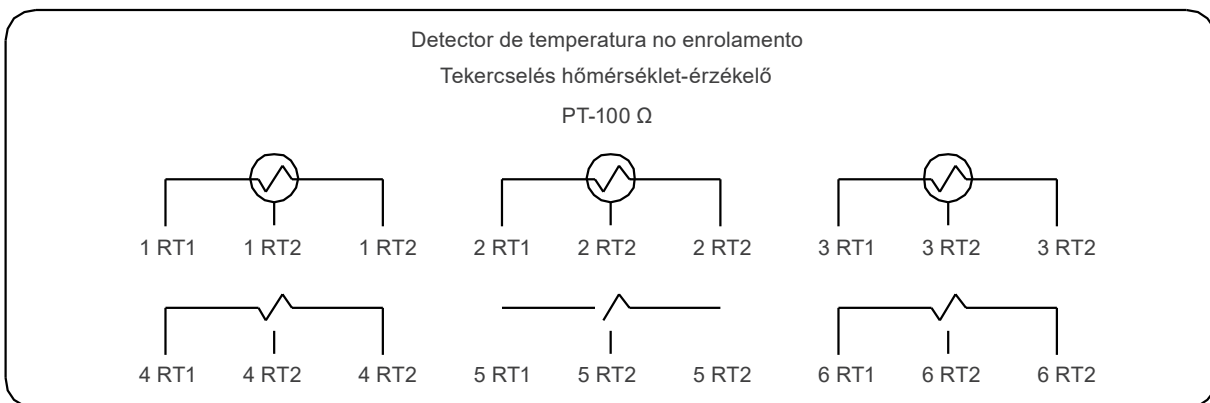 Detector de temperatura no enrolamento
Tekercselés hőmérséklet-érzékelő
PT-100 Ω
1 RT1 1 RT2 1 RT2 2 RT1 2 RT2 2 RT2 3 RT1 3 RT2 3 RT2
4 RT1 4 RT2 4 RT2 5 RT1 5 RT2 5 RT2 6 RT1 6 RT2 6 RT2